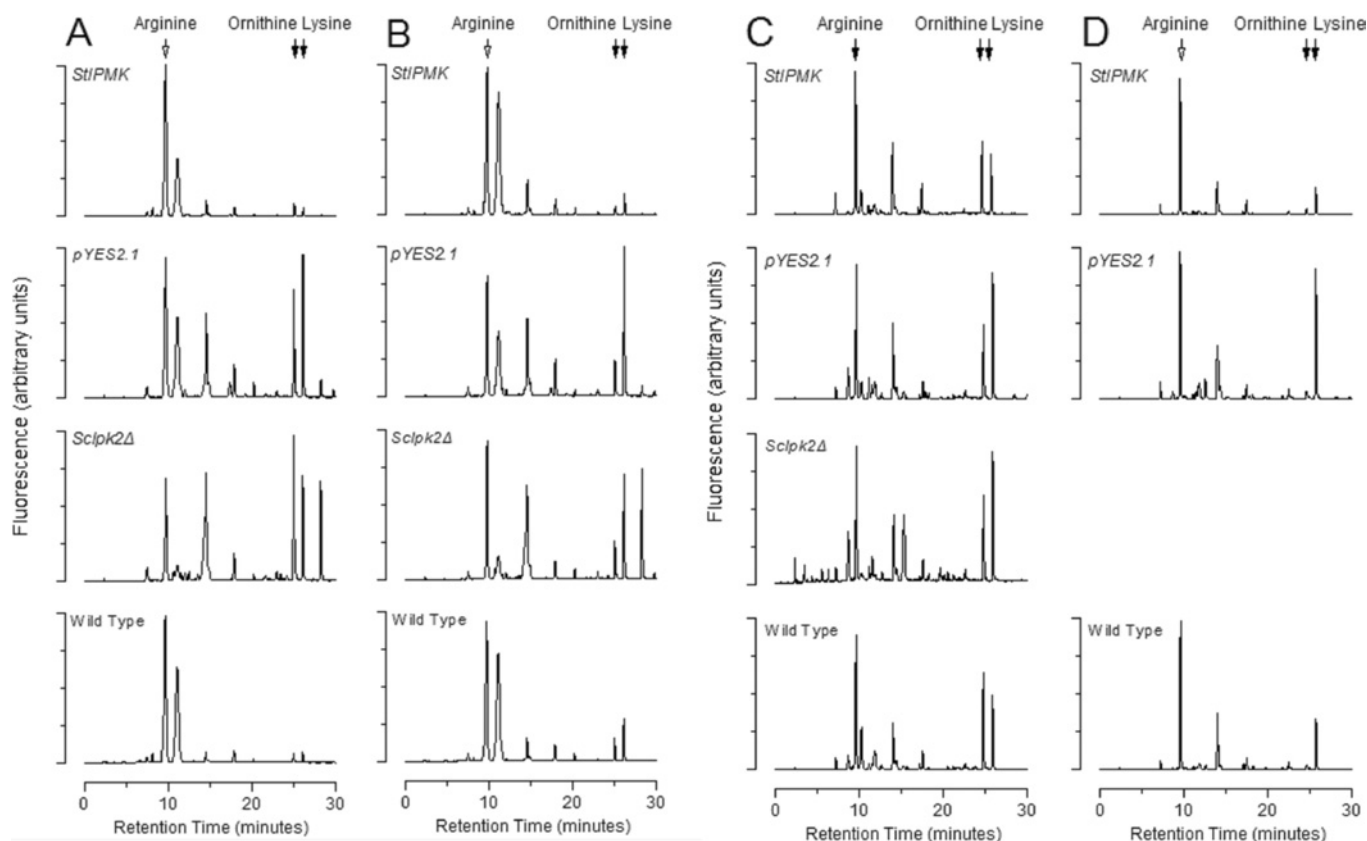 A Arginine Ornithine Lysine B Arginine Ornithine Lysine C Arginine Ornithine Lysine D Arginine Ornithine Lysine
StIPMK StIPMK StIPMK StIPMK
pYES2.1 pYES2.1 pYES2.1 pYES2.1
Fluorescence (arbitrary units) Fluorescence (arbitrary units)
ScIpk2Δ ScIpk2Δ ScIpk2Δ
Wild Type Wild Type Wild Type Wild Type
0 10 20 30 0 10 20 30 0 10 20 30 0 10 20 30
Retention Time (minutes) Retention Time (minutes) Retention Time (minutes) Retention Time (minutes)